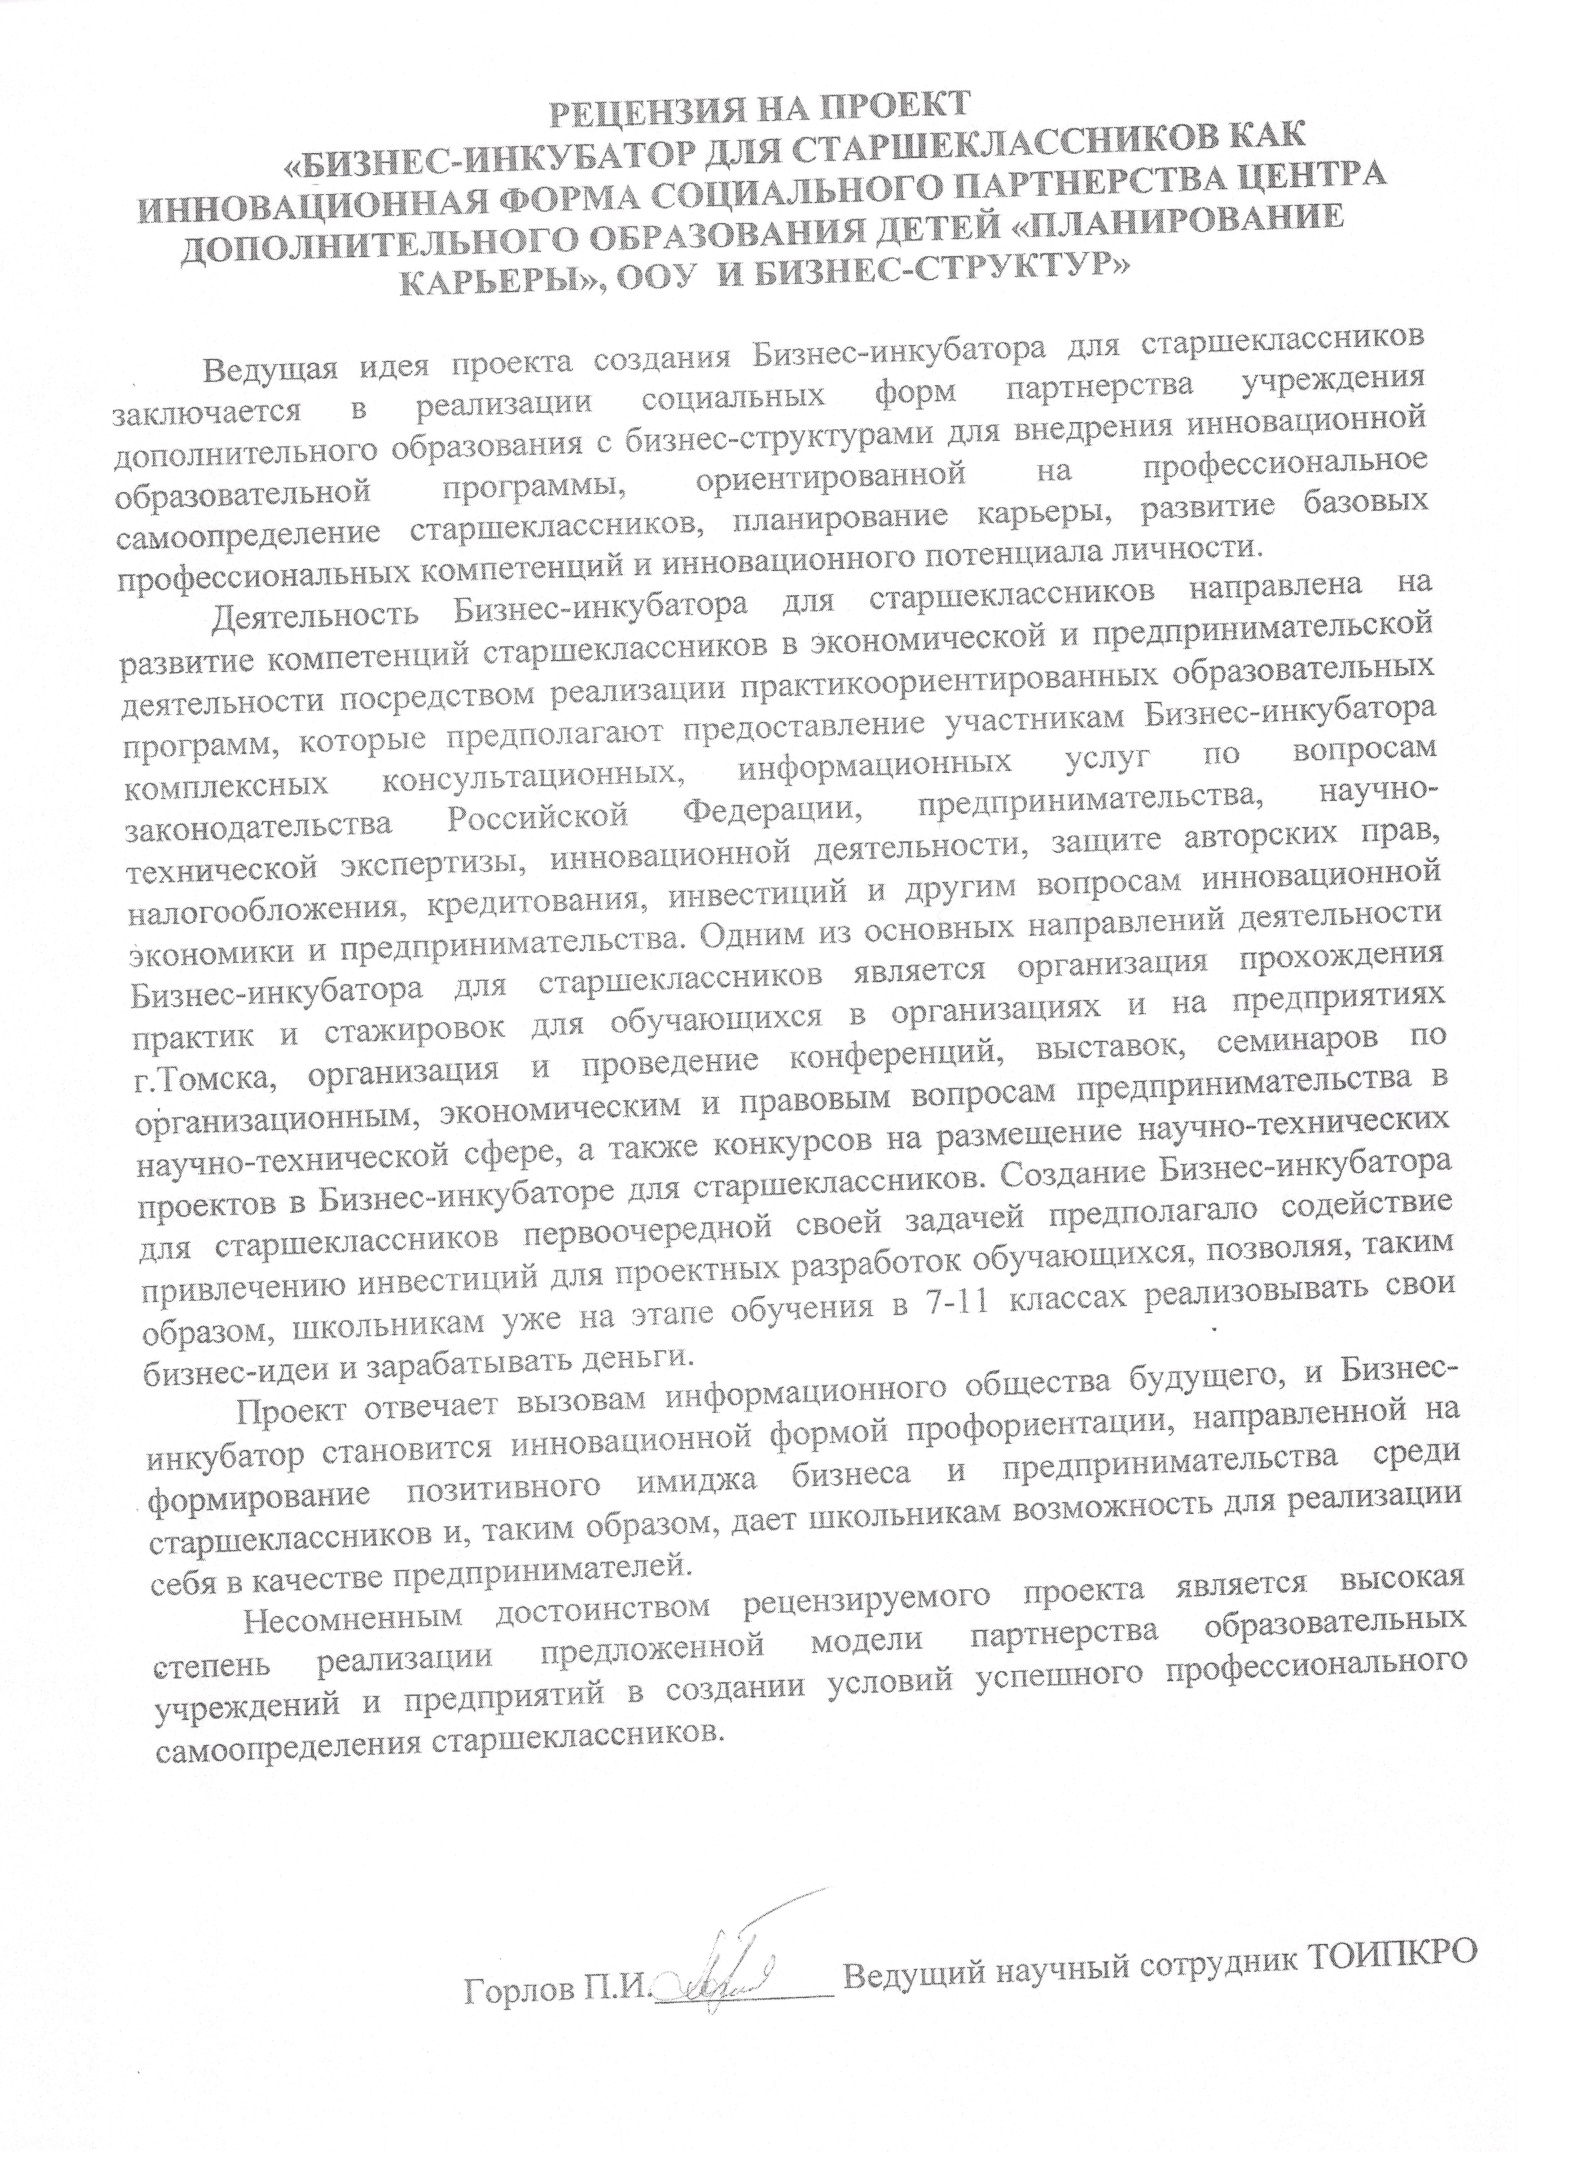 РЕЦЕНЗИЯ НА ПРОЕКТ
«БИЗНЕС-ИНКУБАТОР ДЛЯ СТАРШЕКЛАССНИКОВ КАК
ИННОВАЦИОННАЯ ФОРМА СОЦИАЛЬНОГО ПАРТНЕРСТВА ЦЕНТРА
ДОПОЛНИТЕЛЬНОГО ОБРАЗОВАНИЯ ДЕТЕЙ «ПЛАНИРОВАНИЕ
КАРЬЕРЫ», ООУ И БИЗНЕС-СТРУКТУР»
Ведущая идея проекта создания Бизнес-инкубатора для старшеклассников
заключается в реализации социальных форм партнерства учреждения
дополнительного образования с бизнес-структурами для внедрения инновационной
образовательной программы, ориентированной на профессиональное
самоопределение старшеклассников, планирование карьеры, развитие базовых
профессиональных компетенций и инновационного потенциала личности.
Деятельность Бизнес-инкубатора для старшеклассников направлена на
развитие компетенций старшеклассников в экономической и предпринимательской
деятельности посредством реализации практикоориентированных образовательных
программ, которые предполагают предоставление участникам Бизнес-инкубатора
комплексных консультационных, информационных услуг по вопросам
законодательства Российской Федерации, предпринимательства, научно-
технической экспертизы, инновационной деятельности, защите авторских прав,
налогообложения, кредитования, инвестиций и другим вопросам инновационной
экономики и предпринимательства. Одним из основных направлений деятельности
Бизнес-инкубатора для старшеклассников является организация прохождения
практик и стажировок для обучающихся в организациях и на предприятиях
г.Томска, организация и проведение конференций, выставок, семинаров по
организационным, экономическим и правовым вопросам предпринимательства в
научно-технической сфере, а также конкурсов на размещение научно-технических
проектов в Бизнес-инкубаторе для старшеклассников. Создание Бизнес-инкубатора
для старшеклассников первоочередной своей задачей предполагало содействие
привлечению инвестиций для проектных разработок обучающихся, позволяя, таким
образом, школьникам уже на этапе обучения в 7-11 классах реализовывать свои
бизнес-идеи и зарабатывать деньги.
Проект отвечает вызовам информационного общества будущего, и Бизнес-
инкубатор становится инновационной формой профориентации, направленной на
формирование позитивного имиджа бизнеса и предпринимательства среди
старшеклассников и, таким образом, дает школьникам возможность для реализации
себя в качестве предпринимателей.
Несомненным достоинством рецензируемого проекта является высокая
степень реализации предложенной модели партнерства образовательных
учреждений и предприятий в создании условий успешного профессионального
самоопределения старшеклассников.
Горлов П.И.__________ Ведущий научный сотрудник ТОИПКРО